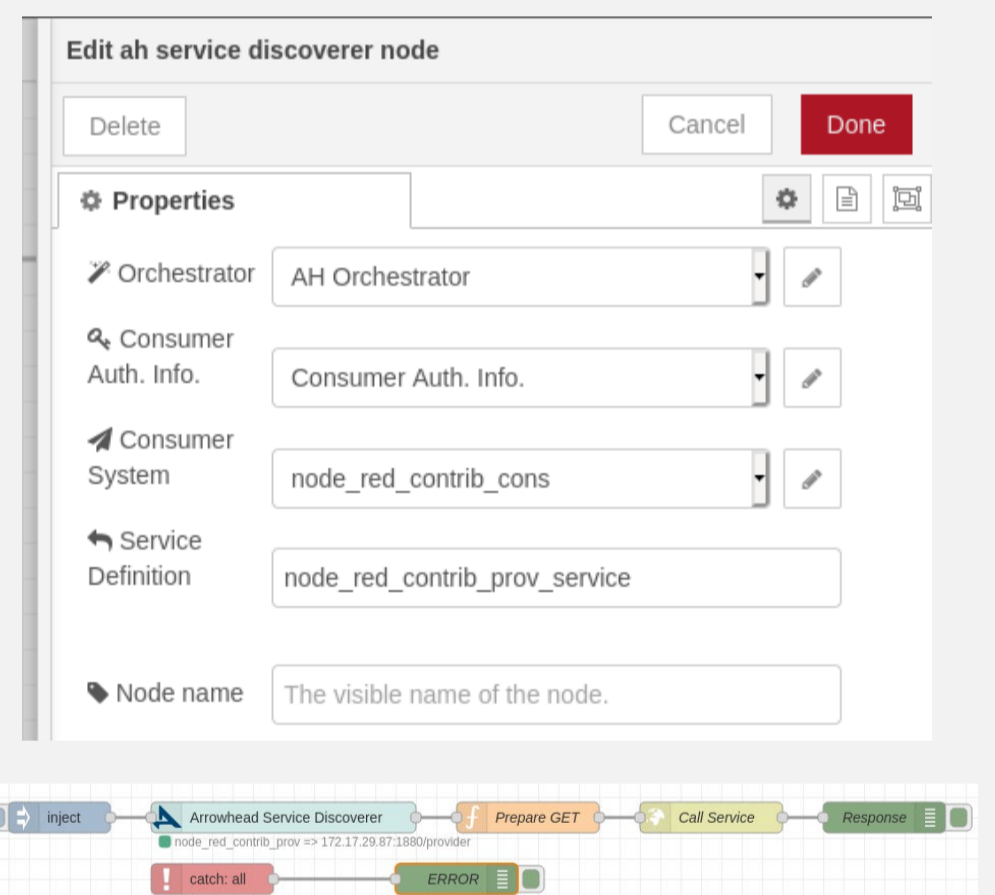 Edit ah service discoverer node
Delete
Cancel
Done
Properties
Orchestrator
AH Orchestrator
Consumer
Auth. Info.
Consumer Auth. Info.
Consumer
System
node_red_contrib_cons
Service
Definition
node_red_contrib_prov_service
Node name
The visible name of the node.
inject
Arrowhead Service Discoverer
Prepare GET
Call Service
Response
node_red_contrib_prov => 172.17.29.87:1880/provider
catch: all
ERROR